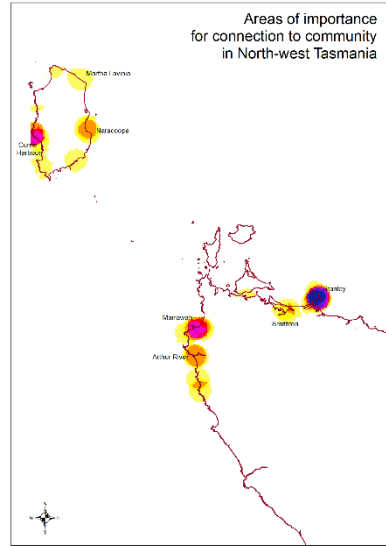 Areas of importance
for connection to community
in North-west Tasmania
Martha Lavinia
Naracoopa
Currie
Harbour
Stanley
Marrawah
Smithton
Arthur River